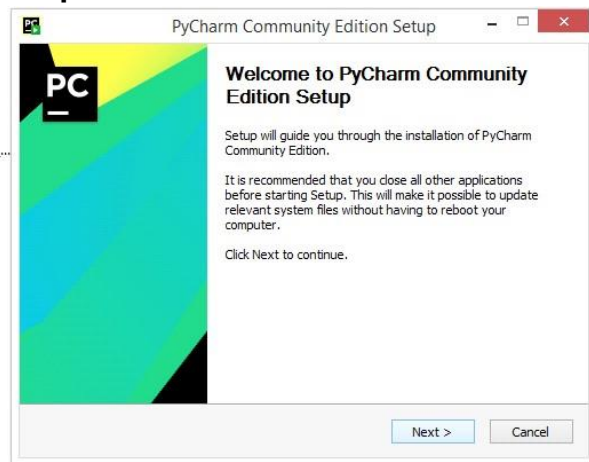 PC
PyCharm Community Edition Setup
PC
Welcome to PyCharm Community
Edition Setup
Setup will guide you through the installation of PyCharm
Community Edition.
It is recommended that you close all other applications
before starting Setup. This will make it possible to update
relevant system files without having to reboot your
computer.
Click Next to continue.
Next >
Cancel